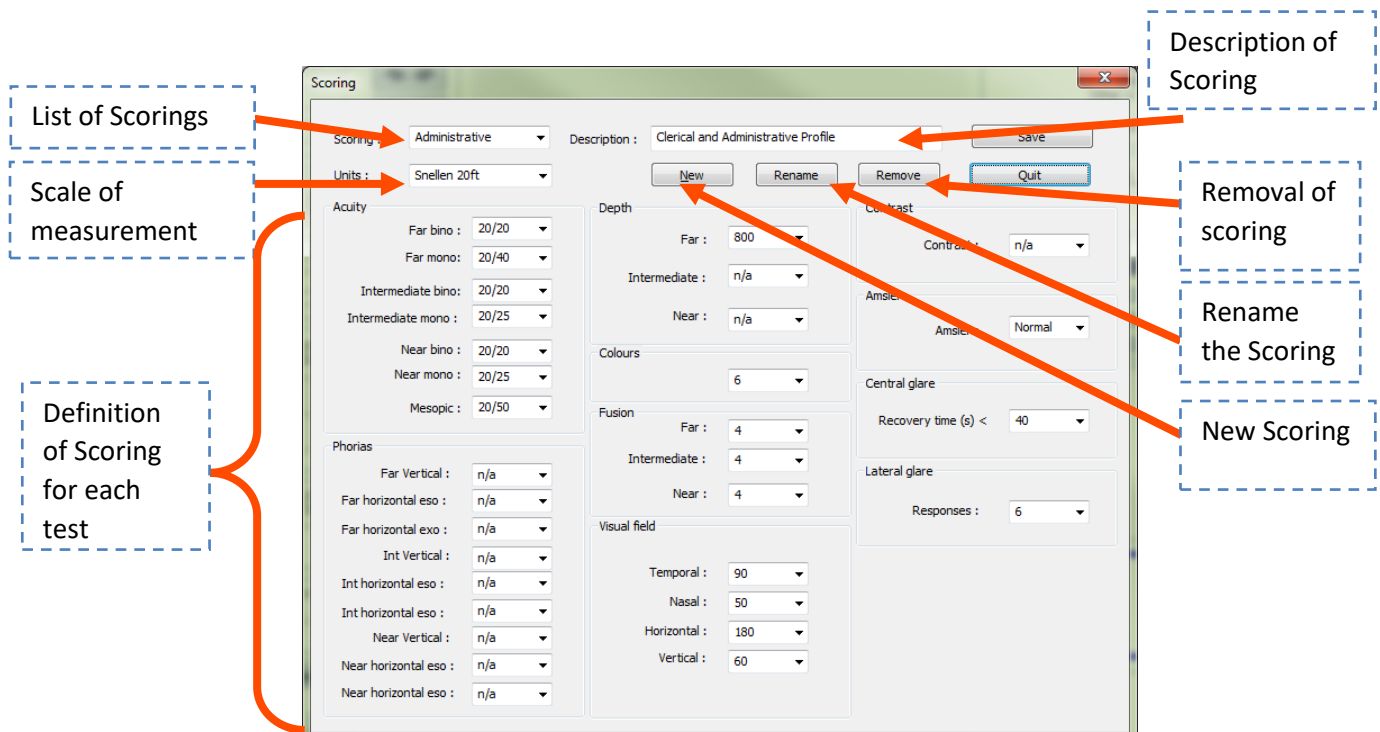 Description of
Scoring
List of Scorings
Scale of
measurement
Definition
of Scoring
for each
test
Removal of
scoring
Rename
the Scoring
New Scoring
Scoring
Scoring : Administrative Description : Clerical and Administrative Profile Save
Units : Snellen 20ft New Rename Remove Quit
Acuity
Far bino : 20/20
Far mono: 20/40
Intermediate bino: 20/20
Intermediate mono : 20/25
Near bino : 20/20
Near mono : 20/25
Mesopic : 20/50
Phorias
Far Vertical : n/a
Far horizontal eso : n/a
Far horizontal exo : n/a
Int Vertical : n/a
Int horizontal eso : n/a
Int horizontal eso : n/a
Near Vertical : n/a
Near horizontal eso : n/a
Near horizontal eso : n/a
Depth
Far : 800
Intermediate : n/a
Near : n/a
Colours
6
Fusion
Far : 4
Intermediate : 4
Near : 4
Visual field
Temporal : 90
Nasal : 50
Horizontal : 180
Vertical : 60
Contrast
Contrast : n/a
Amsler
Amsler : Normal
Central glare
Recovery time (s) < 40
Lateral glare
Responses : 6